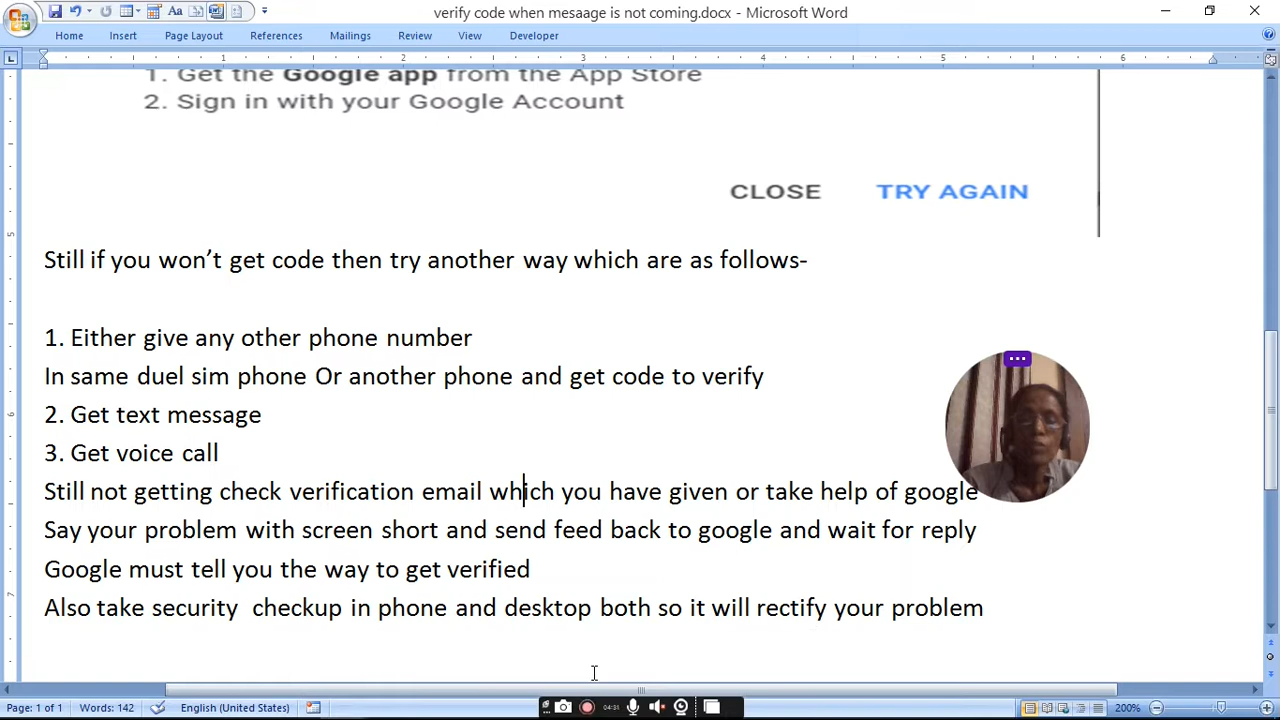 verify code when mesaage is not coming.docx - Microsoft Word
Home Insert Page Layout References Mailings Review View Developer
1. Get the Google app from the App Store
2. Sign in with your Google Account
CLOSE TRY AGAIN
Still if you won’t get code then try another way which are as follows-
1. Either give any other phone number
In same duel sim phone Or another phone and get code to verify
2. Get text message
3. Get voice call
Still not getting check verification email which you have given or take help of google
Say your problem with screen short and send feed back to google and wait for reply
Google must tell you the way to get verified
Also take security checkup in phone and desktop both so it will rectify your problem
Page: 1 of 1 Words: 142 English (United States) 04:31 200%